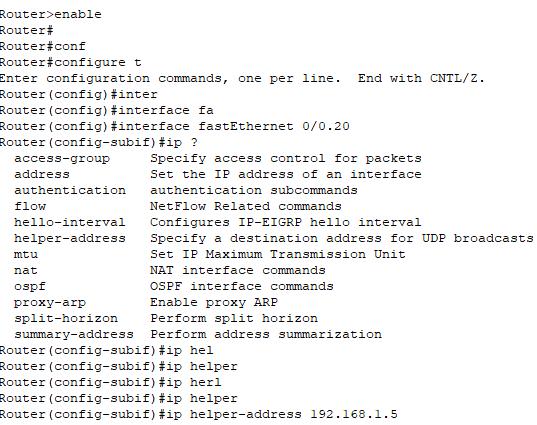 Router>enable
Router#
Router#conf
Router#configure t
Enter configuration commands, one per line.  End with CNTL/Z.
Router(config)#inter
Router(config)#interface fa
Router(config)#interface fastEthernet 0/0.20
Router(config-subif)#ip ?
  access-group     Specify access control for packets
  address          Set the IP address of an interface
  authentication   authentication subcommands
  flow             NetFlow Related commands
  hello-interval   Configures IP-EIGRP hello interval
  helper-address   Specify a destination address for UDP broadcasts
  mtu              Set IP Maximum Transmission Unit
  nat              NAT interface commands
  ospf             OSPF interface commands
  proxy-arp        Enable proxy ARP
  split-horizon    Perform split horizon
  summary-address  Perform address summarization
Router(config-subif)#ip hel
Router(config-subif)#ip helper
Router(config-subif)#ip herl
Router(config-subif)#ip helper
Router(config-subif)#ip helper-address 192.168.1.5